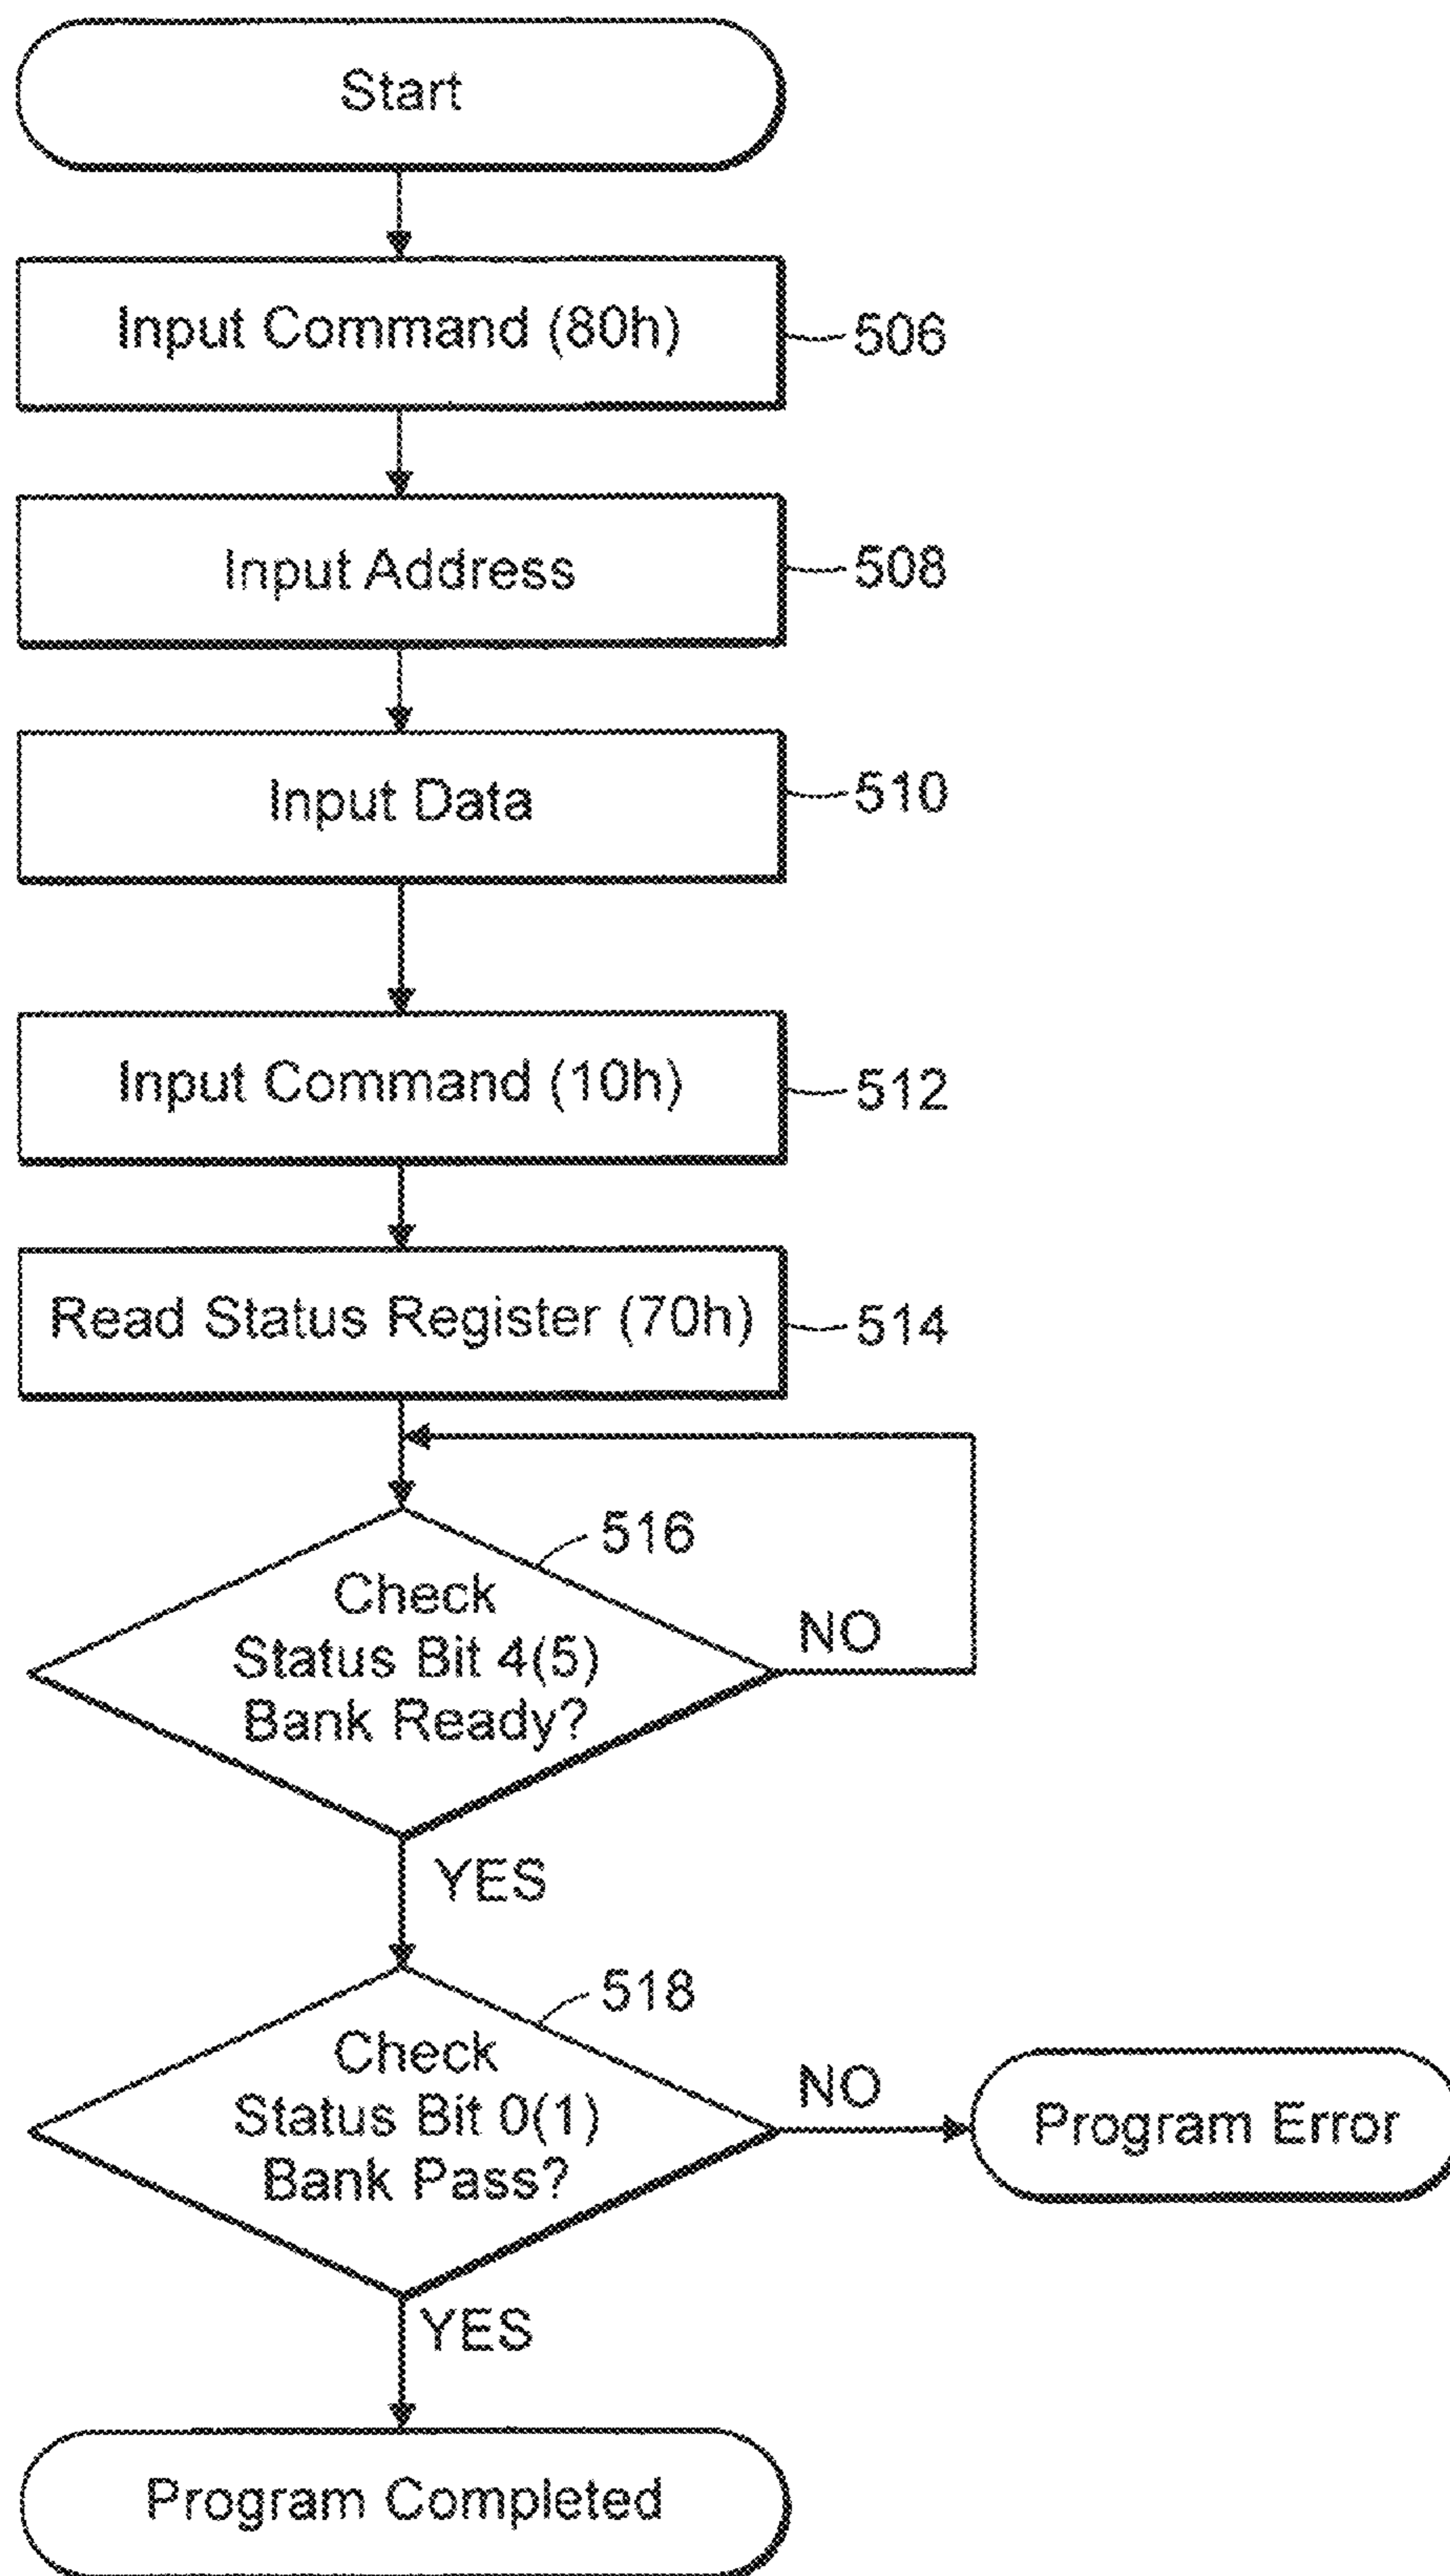 Start
Input Command (80h)
506
Input Address
508
Input Data
510
Input Command (10h)
512
Read Status Register (70h)
514
516
Check
Status Bit 4(5)
Bank Ready?
NO
YES
518
Check
Status Bit 0(1)
Bank Pass?
NO
Program Error
YES
Program Completed